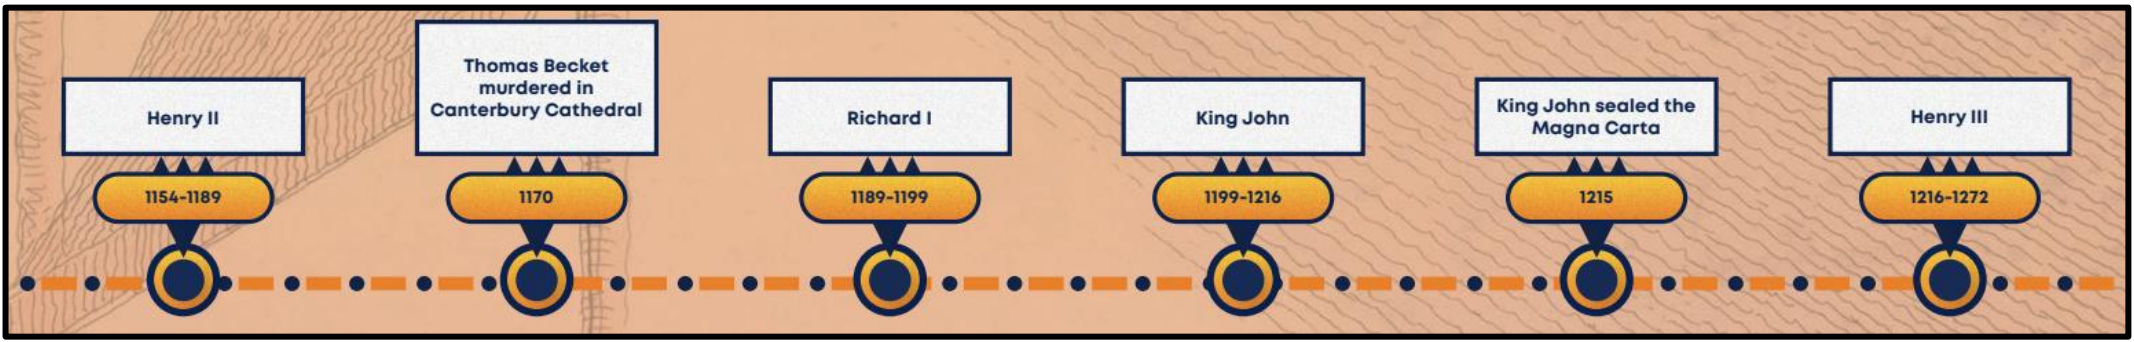 Henry II
1154-1189
Thomas Becket
murdered in
Canterbury Cathedral
1170
Richard I
1189-1199
King John
1199-1216
King John sealed the
Magna Carta
1215
Henry III
1216-1272